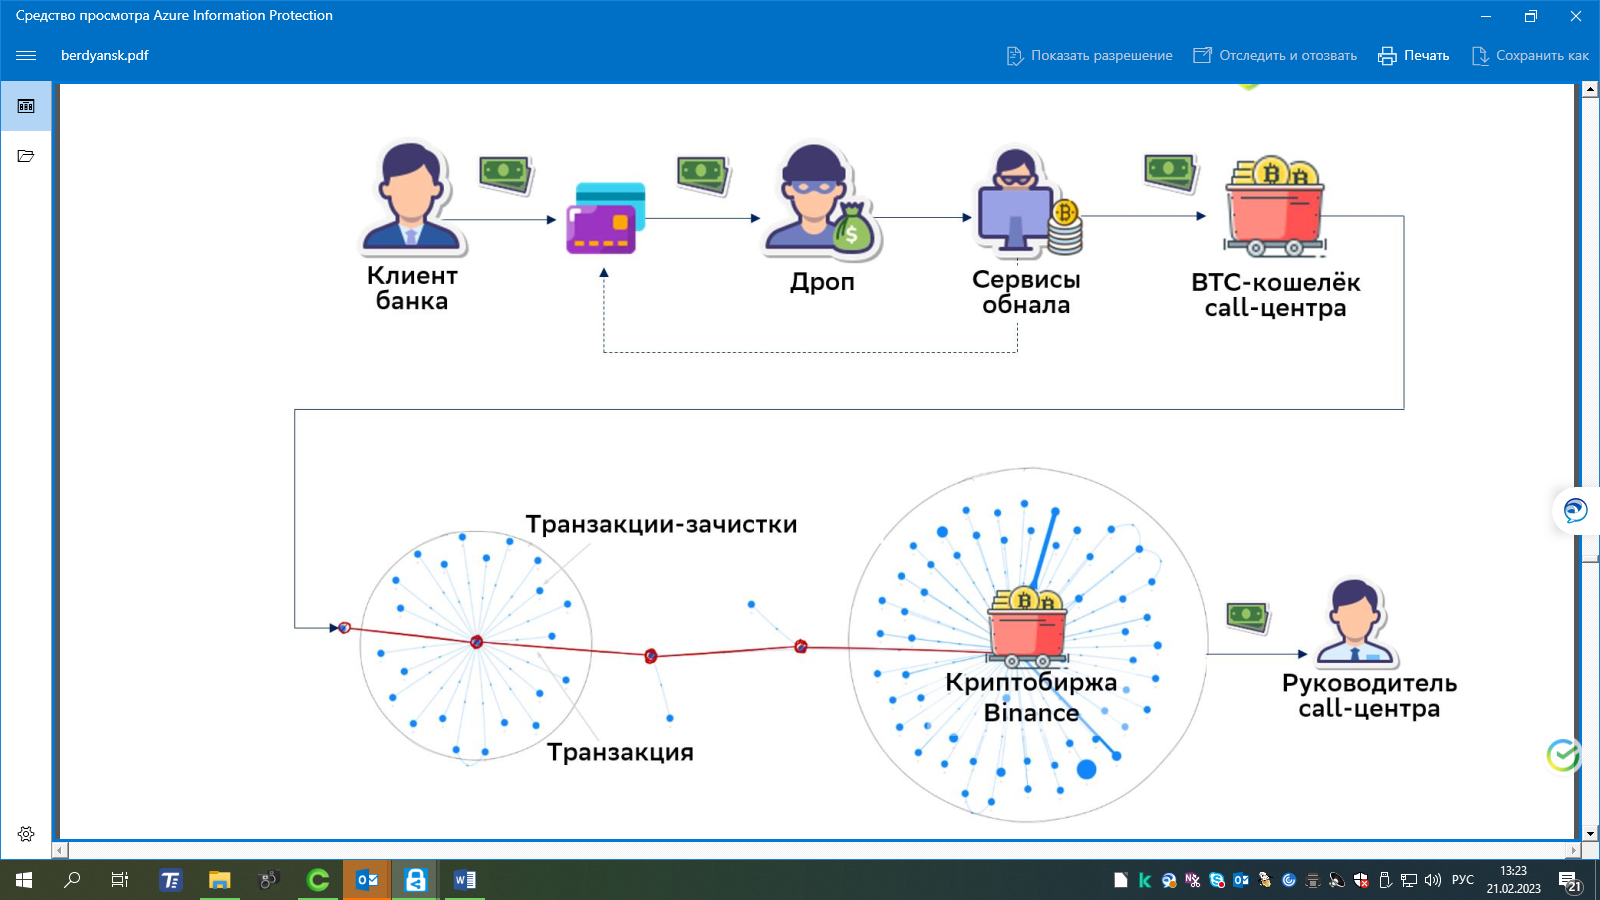 Средство просмотра Azure Information Protection
berdyansk.pdf
Показать разрешение
Отследить и отозвать
Печать
Сохранить как
Клиент
банка
Дроп
Сервисы
обнала
BTC-кошелёк
call-центра
Транзакции-зачистки
Транзакция
Криптобиржа
Binance
Руководитель
call-центра
РУС
13:23
21.02.2023
21